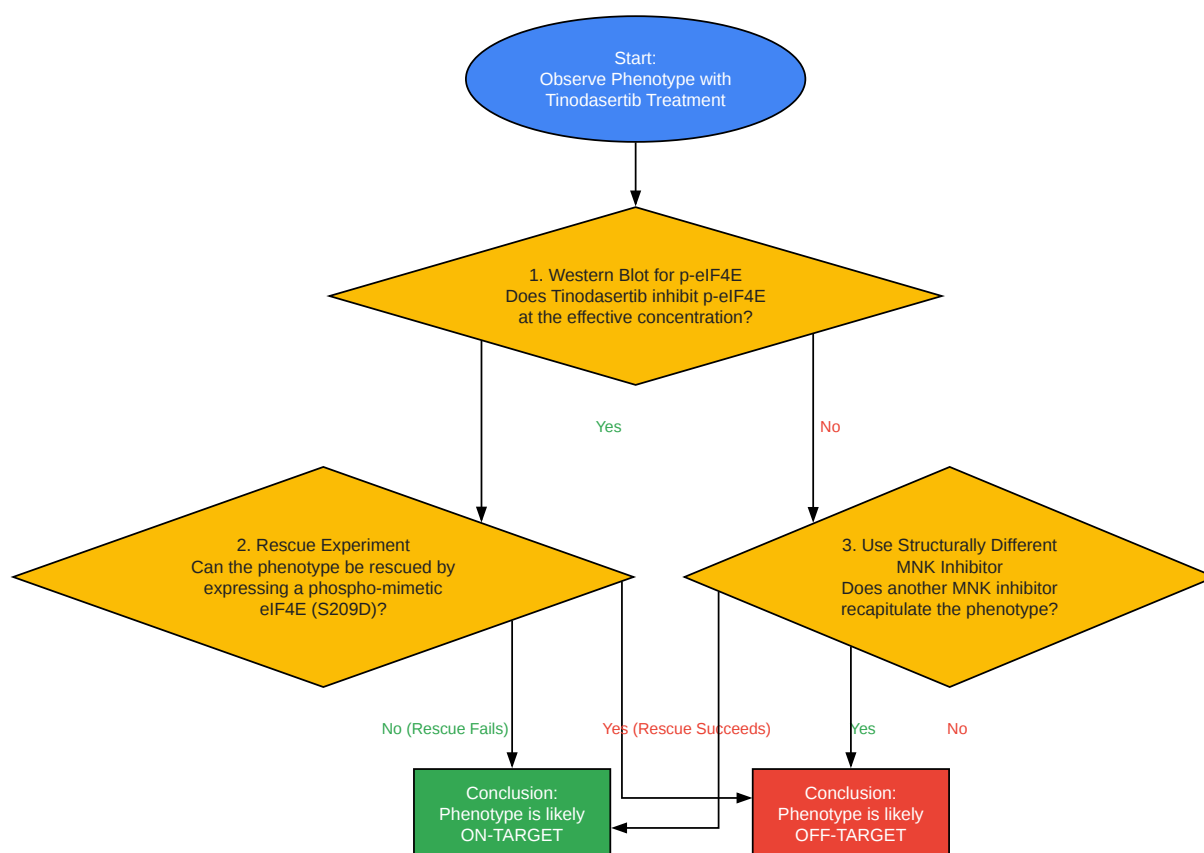 Start:
Observe Phenotype with
Tinodasertib Treatment
1. Western Blot for p-eIF4E
Does Tinodasertib inhibit p-eIF4E
at the effective concentration?
Yes
No
2. Rescue Experiment
Can the phenotype be rescued by
expressing a phospho-mimetic
eIF4E (S209D)?
3. Use Structurally Different
MNK Inhibitor
Does another MNK inhibitor
recapitulate the phenotype?
No (Rescue Fails)
Yes (Rescue Succeeds)
Yes
No
Conclusion:
Phenotype is likely
ON-TARGET
Conclusion:
Phenotype is likely
OFF-TARGET